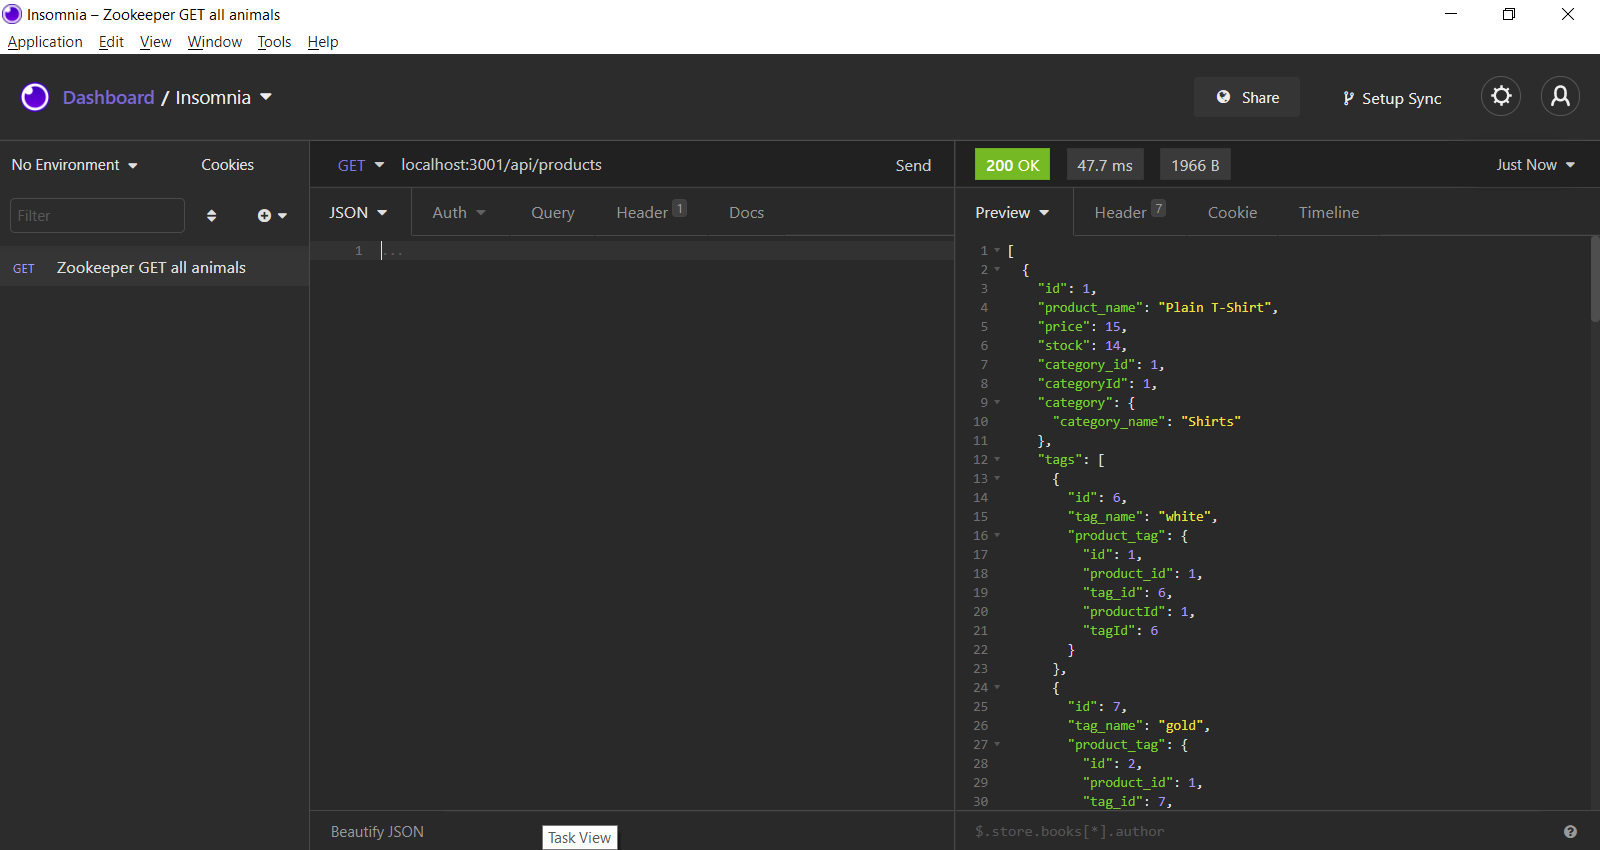 Insomnia – Zookeeper GET all animals
Application Edit View Window Tools Help
Dashboard / Insomnia
Share
Setup Sync
No Environment
Cookies
GET localhost:3001/api/products
Send
200 OK
47.7 ms
1966 B
Just Now
Filter
JSON
Auth
Query
Header 1
Docs
Preview
Header 7
Cookie
Timeline
GET Zookeeper GET all animals
1 ...
1 [
2 {
3 "id": 1,
4 "product_name": "Plain T-Shirt",
5 "price": 15,
6 "stock": 14,
7 "category_id": 1,
8 "categoryId": 1,
9 "category": {
10 "category_name": "Shirts"
11 },
12 "tags": [
13 {
14 "id": 6,
15 "tag_name": "white",
16 "product_tag": {
17 "id": 1,
18 "product_id": 1,
19 "tag_id": 6,
20 "productId": 1,
21 "tagId": 6
22 }
23 },
24 {
25 "id": 7,
26 "tag_name": "gold",
27 "product_tag": {
28 "id": 2,
29 "product_id": 1,
30 "tag_id": 7,
Beautify JSON
Task View
$.store.books[*].author
?